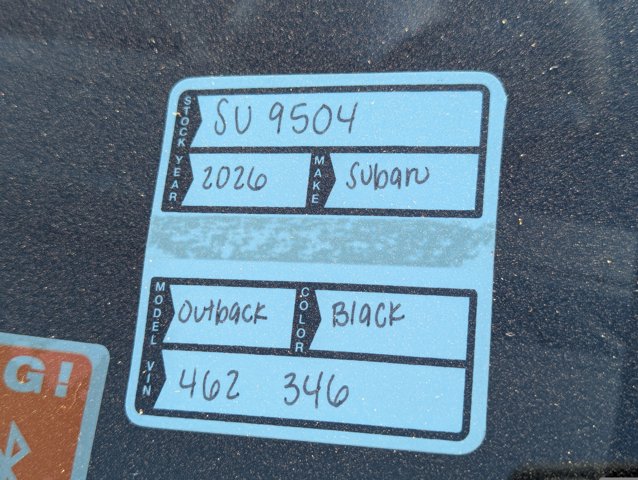 STOCK SU 9504
YEAR 2026 MAKE Subaru
MODEL Outback COLOR Black
VIN 462 346
G!